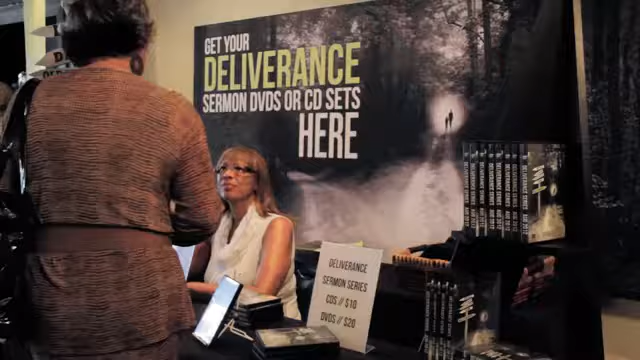 GET YOUR
DELIVERANCE
SERMON DVDS OR CD SETS
HERE
DELIVERANCE
SERMON SERIES
CDS // $10
DVDS // $20